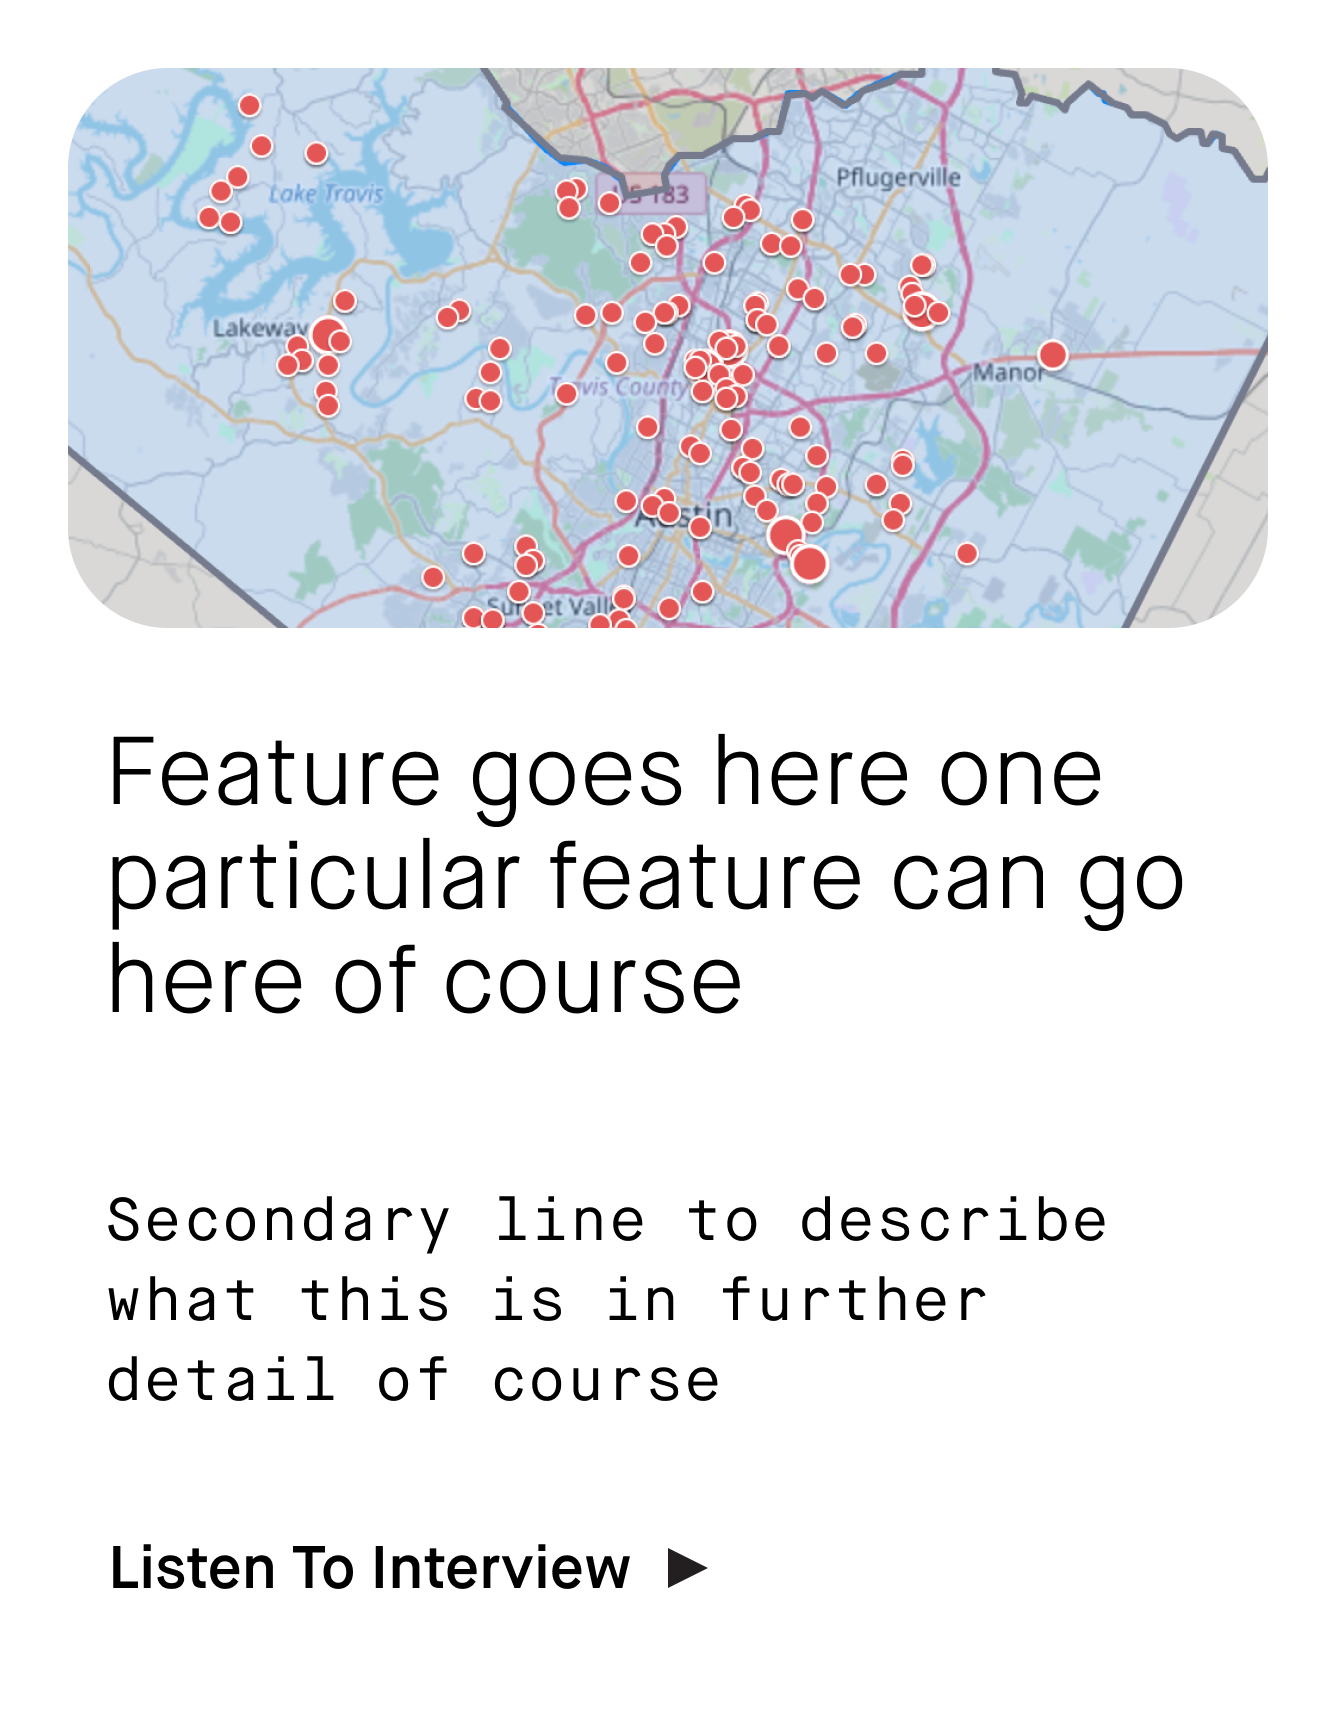 Pflugerville
Lake Travis
US 183
Lakeway
Travis County
Manor
Austin
Sunset Valley
Feature goes here one
particular feature can go
here of course
Secondary line to describe
what this is in further
detail of course
Listen To Interview